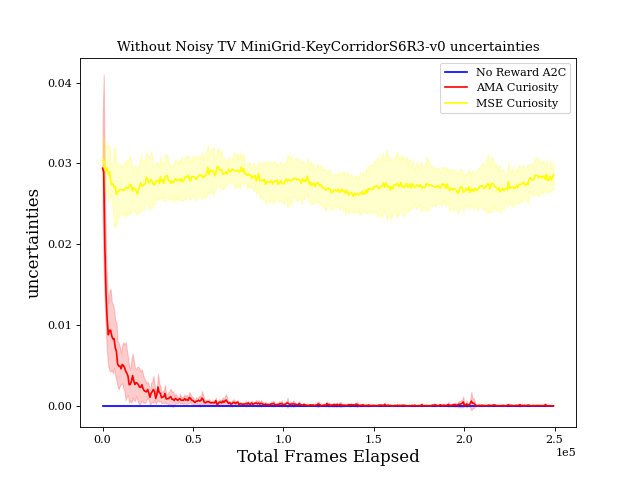 Without Noisy TV MiniGrid-KeyCorridorS6R3-v0 uncertainties
No Reward A2C
AMA Curiosity
MSE Curiosity
uncertainties
0.04
0.03
0.02
0.01
0.00
0.0 0.5 1.0 1.5 2.0 2.5
1e5
Total Frames Elapsed